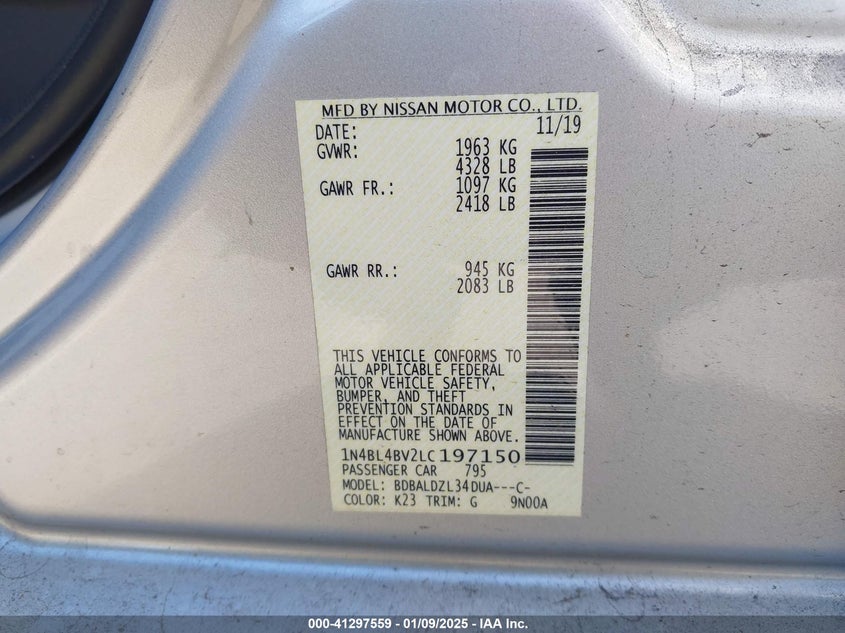 MFD BY NISSAN MOTOR CO., LTD.
DATE: 11/19
GVWR: 1963 KG
4328 LB
GAWR FR.: 1097 KG
2418 LB
GAWR RR.: 945 KG
2083 LB
THIS VEHICLE CONFORMS TO
ALL APPLICABLE FEDERAL
MOTOR VEHICLE SAFETY,
BUMPER, AND THEFT
PREVENTION STANDARDS IN
EFFECT ON THE DATE OF
MANUFACTURE SHOWN ABOVE.
1N4BL4BV2LC197150
PASSENGER CAR 795
MODEL: BDBALDZL34DUA---C-
COLOR: K23 TRIM: G 9N00A
000-41297559 - 01/09/2025 - IAA Inc.